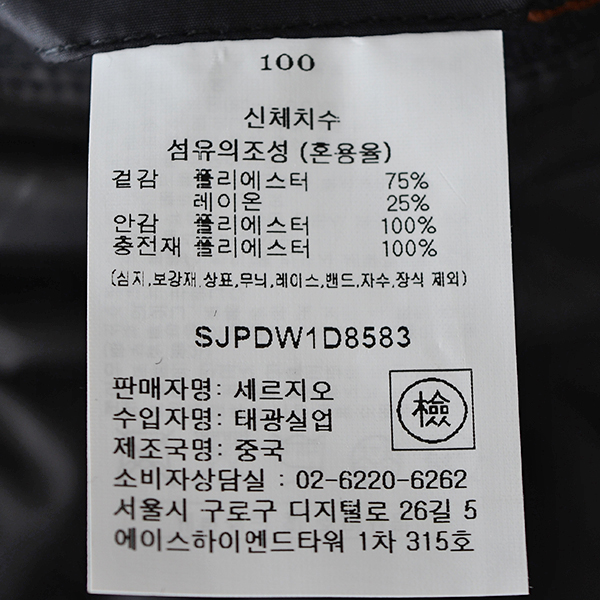 100
신체치수
섬유의조성 (혼용율)
겉감 폴리에스터 75%
레이온 25%
안감 폴리에스터 100%
충전재 폴리에스터 100%
(심지,보강재,상표,무늬,레이스,밴드,자수,장식 제외)
SJPDW1D8583
판매자명: 세르지오
수입자명: 태광실업
檢
제조국명: 중국
소비자상담실 : 02-6220-6262
서울시 구로구 디지털로 26길 5
에이스하이엔드타워 1차 315호